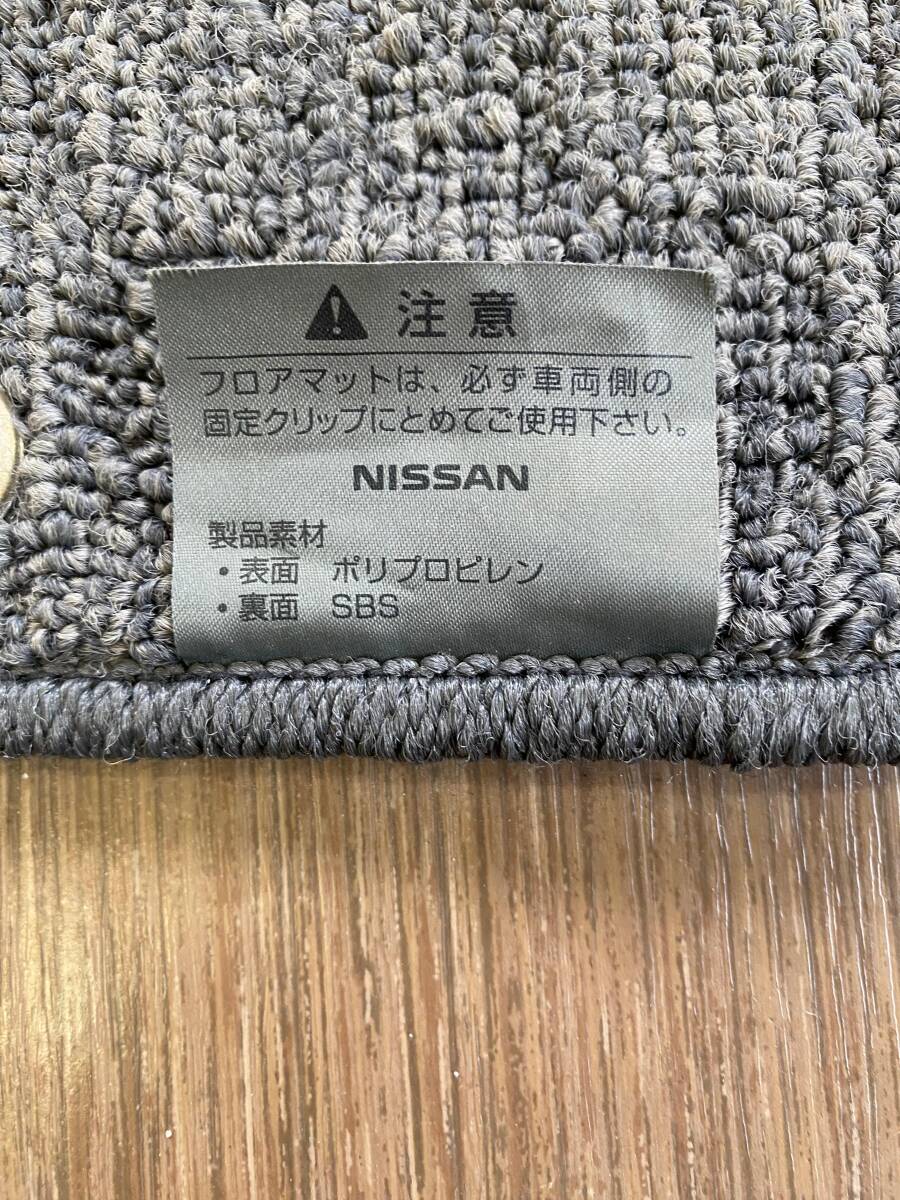 注意
フロアマットは、必ず車両側の
固定クリップにとめてご使用下さい。
NISSAN
製品素材
・表面　ポリプロピレン
・裏面　SBS